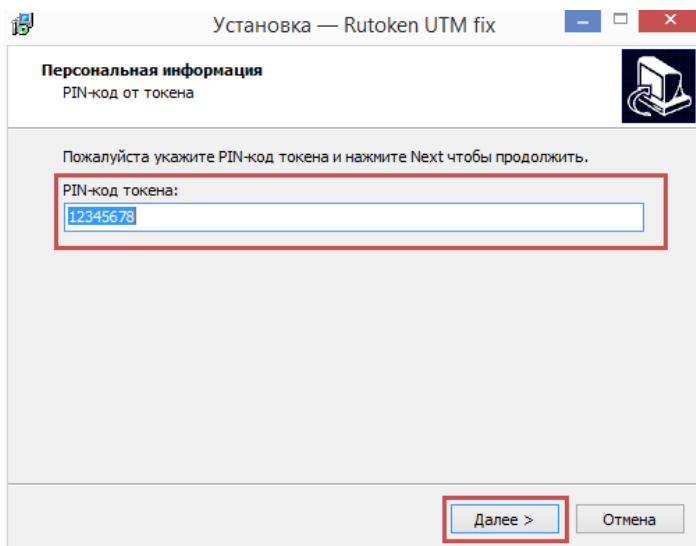 Установка — Rutoken UTM fix
Персональная информация
PIN-код от токена
Пожалуйста укажите PIN-код токена и нажмите Next чтобы продолжить.
PIN-код токена:
12345678
Далее >
Отмена